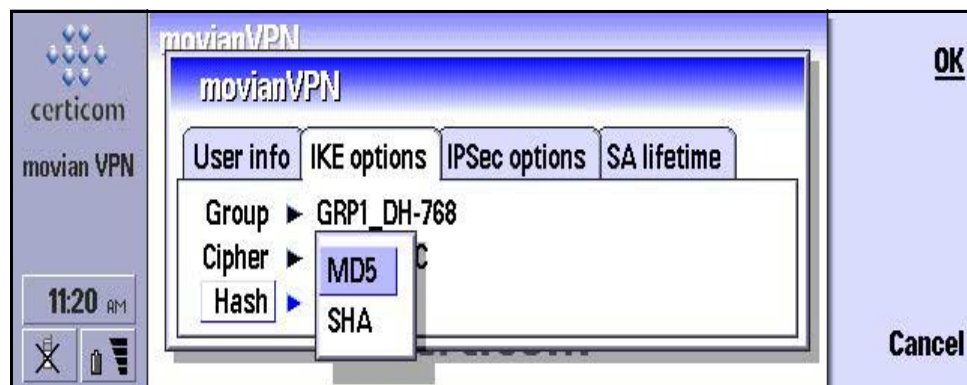 movianVPN
movianVPN
certicom
movian VPN
User info IKE options IPSec options SA lifetime
Group GRP1_DH-768
Cipher C
Hash
MD5
SHA
11:20 AM
OK
Cancel